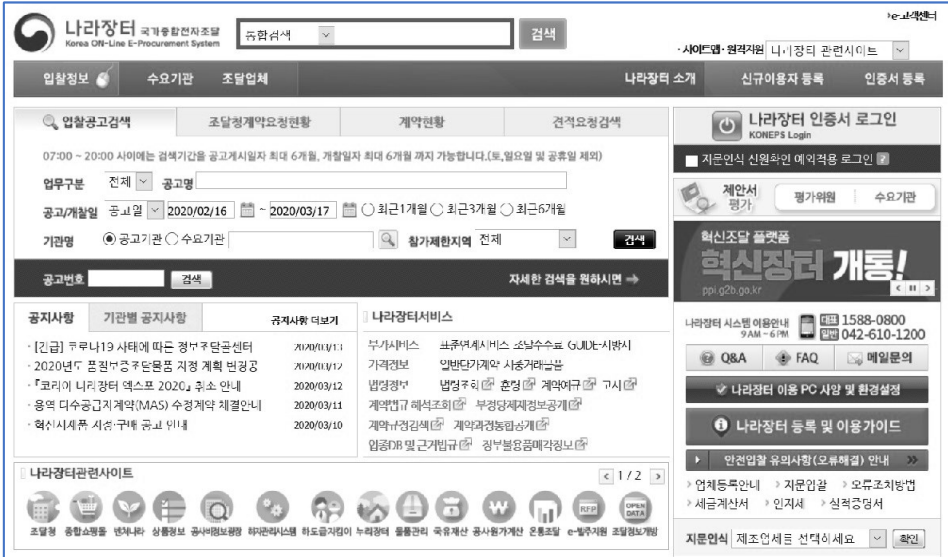 ›e-고객센터
나라장터 국가종합전자조달
Korea ON-Line E-Procurement System
통합검색
검색
· 사이트맵 · 원격지원 나라장터 관련사이트
입찰정보 수요기관 조달업체 나라장터 소개 신규이용자 등록 인증서 등록
입찰공고검색 조달청계약요청현황 계약현황 견적요청검색
07:00 ~ 20:00 사이에는 검색기간을 공고게시일자 최대 6개월, 개찰일자 최대 6개월 까지 가능합니다.(토,일요일 및 공휴일 제외)
업무구분 전체 공고명
공고/개찰일 공고일 2020/02/16 ~ 2020/03/17 최근1개월 최근3개월 최근6개월
기관명 공고기관 수요기관 참가제한지역 전체 검색
공고번호 검색 자세한 검색을 원하시면
나라장터 인증서 로그인
KONEPS Login
지문인식 신원확인 예외적용 로그인 ?
제안서
평가
평가위원 수요기관
혁신조달 플랫폼
혁신장터 개통!
ppi.g2b.go.kr
공지사항 기관별 공지사항 공지사항 더보기
· [긴급] 코로나19 사태에 따른 정부조달콜센터 2020/03/13
· 2020년도 품질보증조달물품 지정 계획 변경공 2020/03/12
· 『코리아 나라장터 엑스포 2020』 취소 안내 2020/03/12
· 용역 다수공급자계약(MAS) 수정계약 체결안내 2020/03/11
· 혁신시제품 지정·구매 공고 안내 2020/03/10
나라장터서비스
부가서비스 표준연계서비스 조달수수료 GUIDE-시방서
가격정보 일반단가계약 시중거래물품
법령정보 법령조회 훈령 계약예규 고시
계약법규 해석조회 부정당제재정보공개
계약규정검색 계약과정통합공개
입증DB 및 근거법규 정부불용품매각정보
나라장터 시스템 이용안내
9AM – 6PM
대표 1588-0800
일반 042-610-1200
Q&A FAQ 메일문의
나라장터 이용 PC 사양 및 환경설정
나라장터 등록 및 이용가이드
안전입찰 유의사항(오류해결) 안내
› 업체등록안내 › 지문입찰 › 오류조치방법
› 세금계산서 › 인지세 › 실적증명서
지문인식 제조업체를 선택하세요 확인
나라장터관련사이트 1 / 2
RFP OPEN DATA
조달청 종합쇼핑몰 벤처나라 상품정보 공사비정보광장 하자관리시스템 하도급지킴이 누리장터 물품관리 국유재산 공사원가계산 온통조달 e-발주지원 조달정보개방